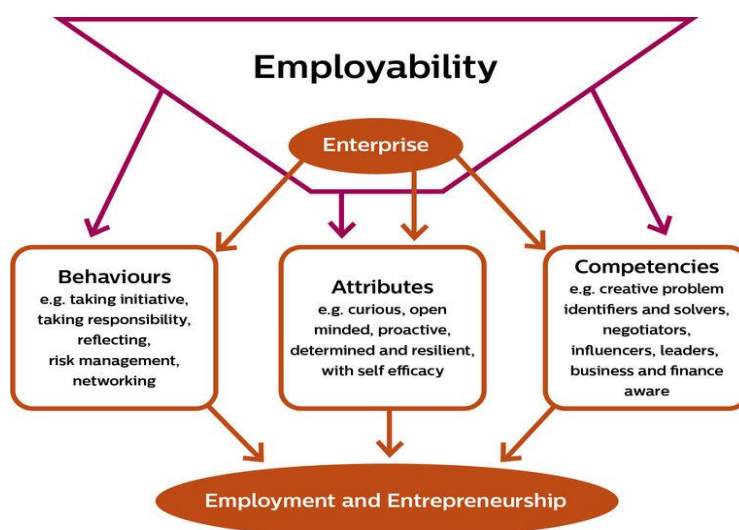 Employability
Enterprise
Behaviours
e.g. taking initiative,
taking responsibility,
reflecting,
risk management,
networking
Attributes
e.g. curious, open
minded, proactive,
determined and resilient,
with self efficacy
Competencies
e.g. creative problem
identifiers and solvers,
negotiators,
influencers, leaders,
business and finance
aware
Employment and Entrepreneurship